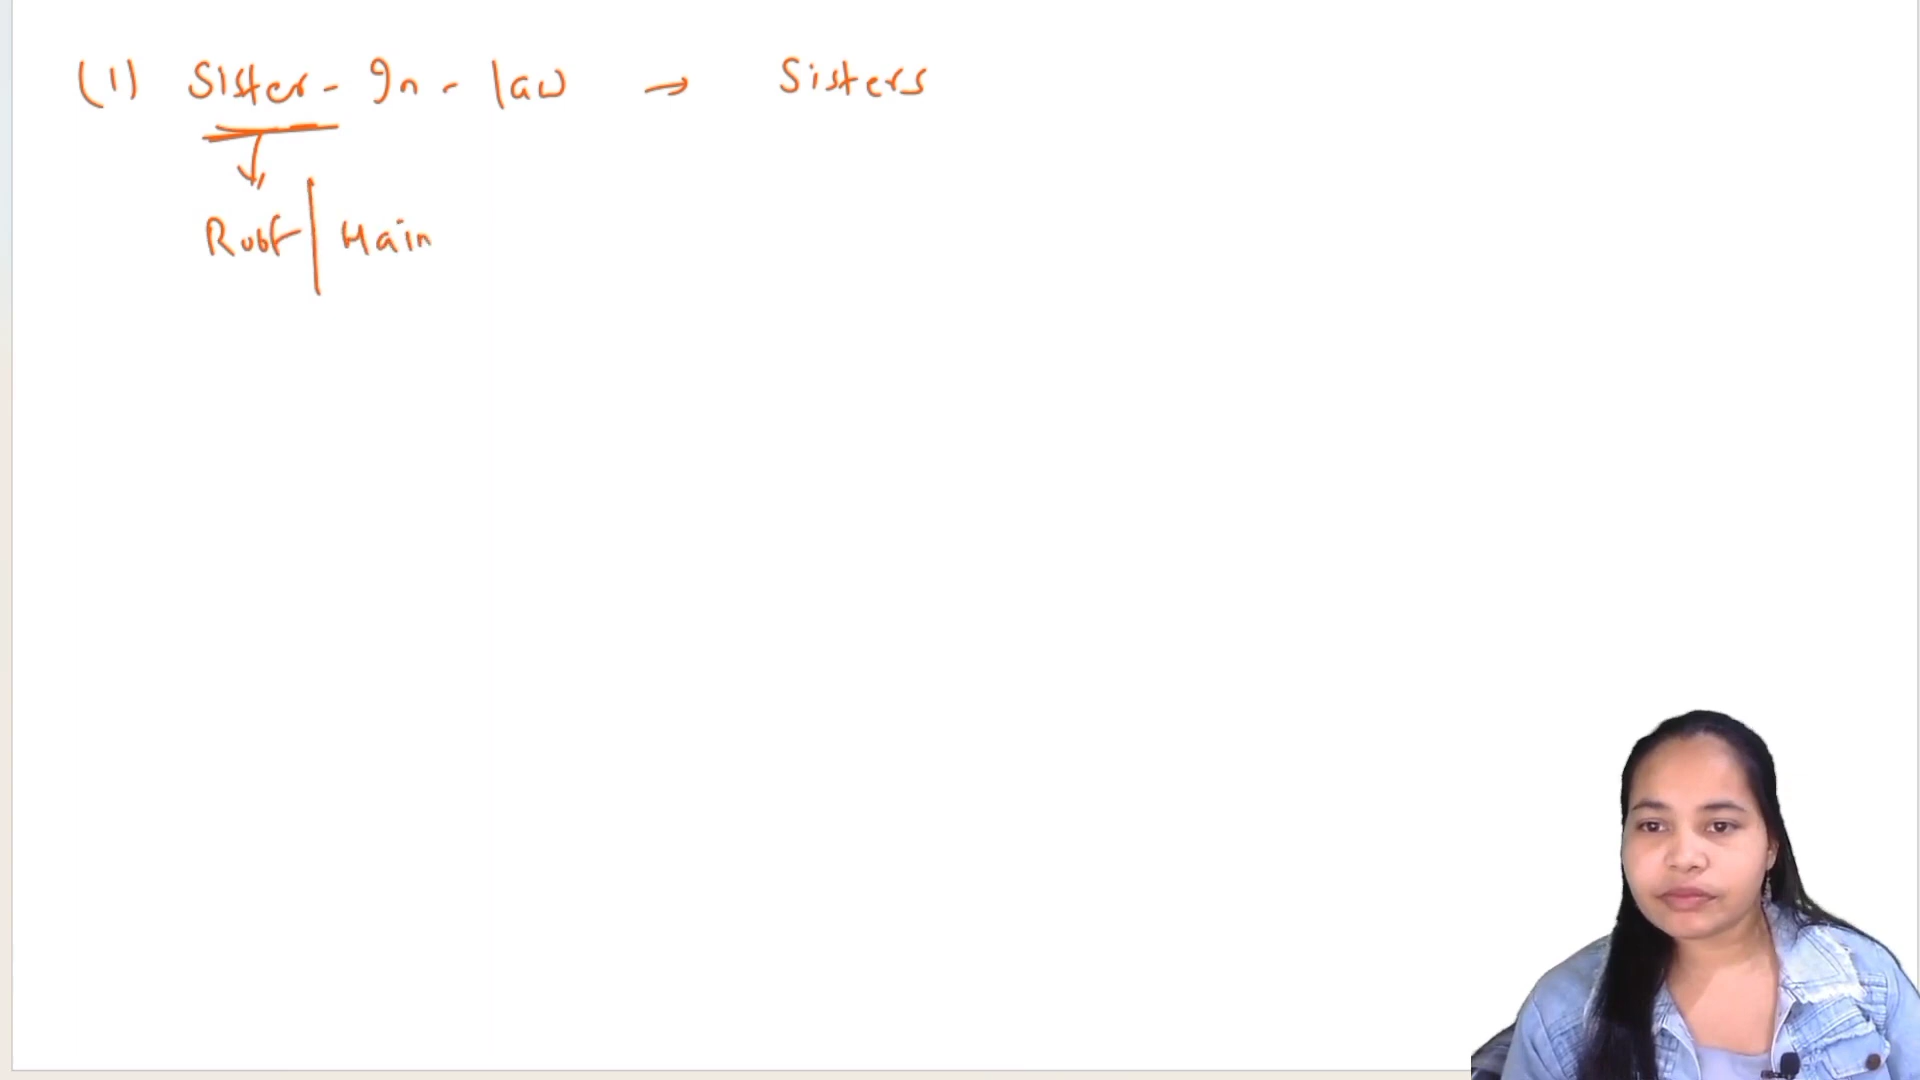 (1) Sister-In-law → Sisters
Root | Main